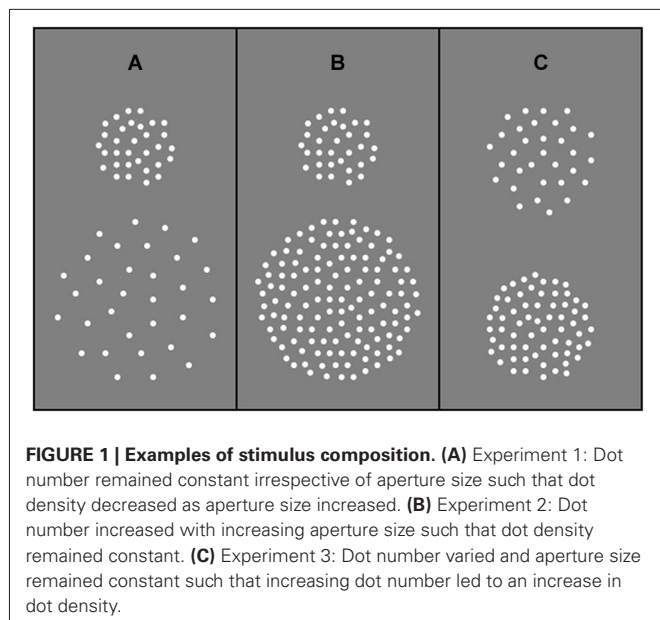 A
B
C
FIGURE 1 | Examples of stimulus composition. (A) Experiment 1: Dot
number remained constant irrespective of aperture size such that dot
density decreased as aperture size increased. (B) Experiment 2: Dot
number increased with increasing aperture size such that dot density
remained constant. (C) Experiment 3: Dot number varied and aperture size
remained constant such that increasing dot number led to an increase in
dot density.